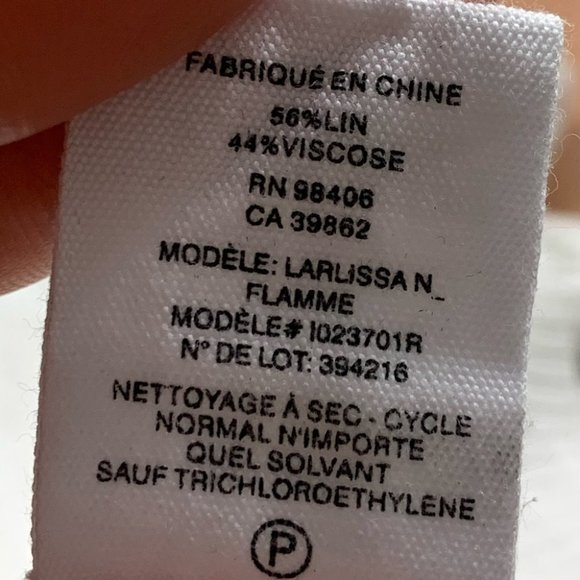 FABRIQUÉ EN CHINE
56%LIN
44%VISCOSE
RN 98406
CA 39862
MODÈLE: LARLISSA N_
FLAMME
MODÈLE# I023701R
N° DE LOT: 394216
NETTOYAGE À SEC - CYCLE
NORMAL N'IMPORTE
QUEL SOLVANT
SAUF TRICHLOROETHYLENE
P